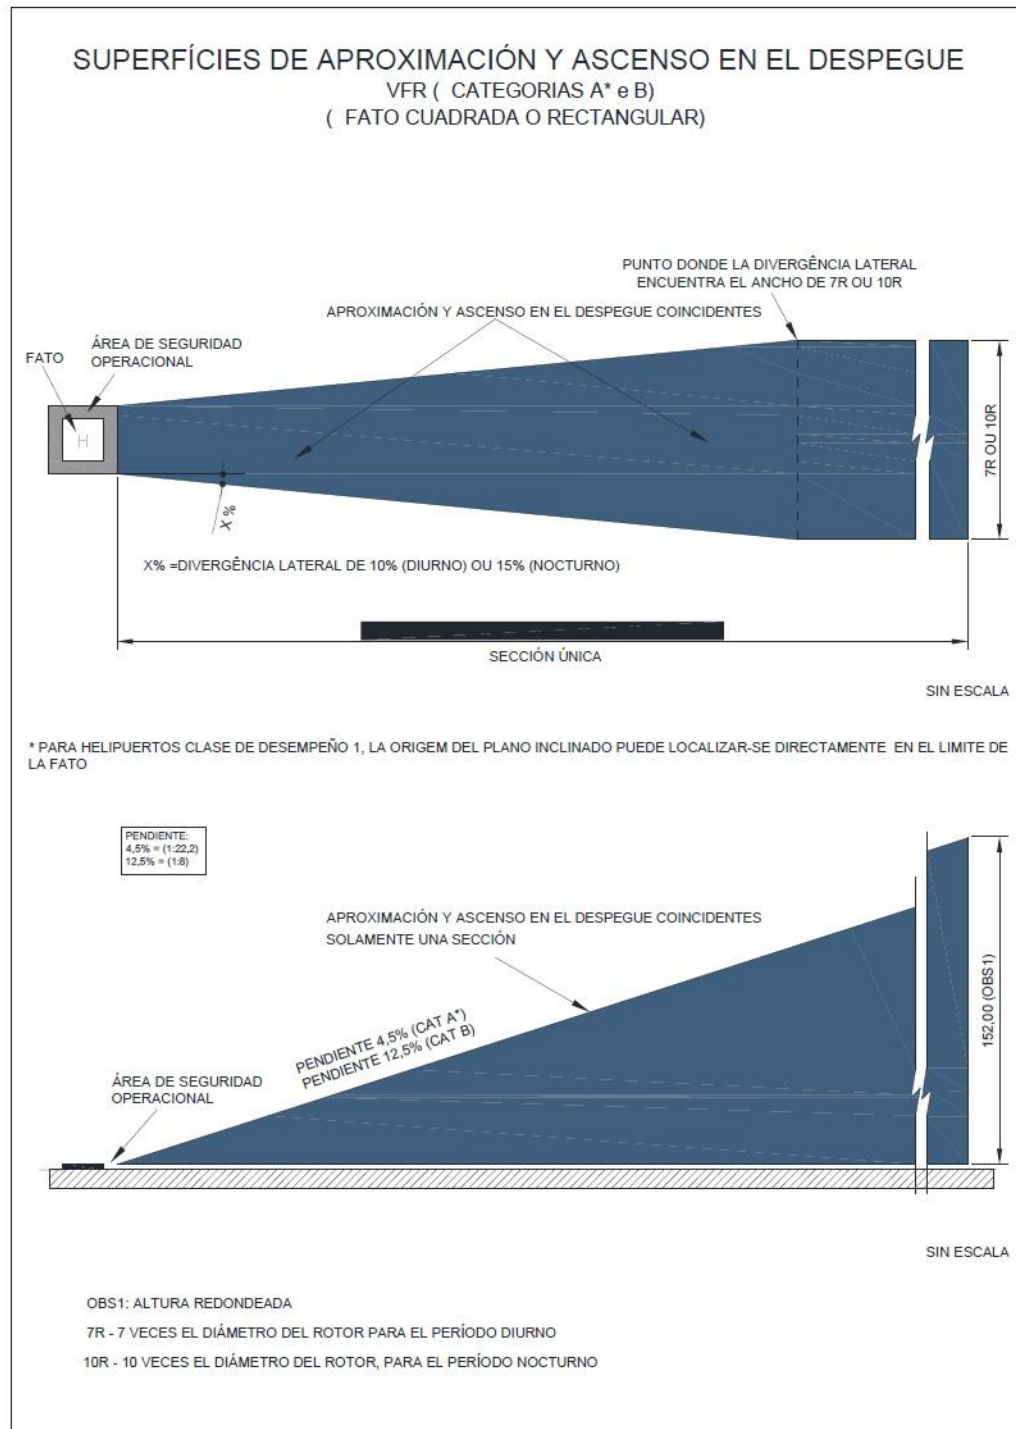 SUPERFÍCIES DE APROXIMACIÓN Y ASCENSO EN EL DESPEGUE
VFR ( CATEGORIAS A* e B)
( FATO CUADRADA O RECTANGULAR)
PUNTO DONDE LA DIVERGÊNCIA LATERAL
ENCUENTRA EL ANCHO DE 7R OU 10R
APROXIMACIÓN Y ASCENSO EN EL DESPEGUE COINCIDENTES
ÁREA DE SEGURIDAD
OPERACIONAL
FATO
H
7R OU 10R
X %
X% =DIVERGÊNCIA LATERAL DE 10% (DIURNO) OU 15% (NOCTURNO)
SECCIÓN ÚNICA
SIN ESCALA
* PARA HELIPUERTOS CLASE DE DESEMPEÑO 1, LA ORIGEM DEL PLANO INCLINADO PUEDE LOCALIZAR-SE DIRECTAMENTE EN EL LIMITE DE
LA FATO
PENDIENTE:
4,5% = (1:22,2)
12,5% = (1:8)
APROXIMACIÓN Y ASCENSO EN EL DESPEGUE COINCIDENTES
SOLAMENTE UNA SECCIÓN
152,00 (OBS1)
PENDIENTE 4,5% (CAT A*)
PENDIENTE 12,5% (CAT B)
ÁREA DE SEGURIDAD
OPERACIONAL
SIN ESCALA
OBS1: ALTURA REDONDEADA
7R - 7 VECES EL DIÁMETRO DEL ROTOR PARA EL PERÍODO DIURNO
10R - 10 VECES EL DIÁMETRO DEL ROTOR, PARA EL PERÍODO NOCTURNO